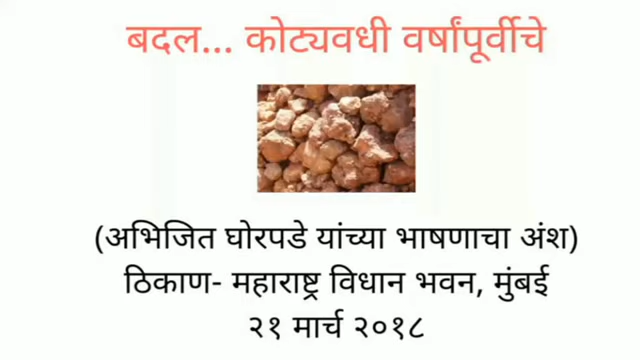 बदल... कोट्यवधी वर्षांपूर्वीचे
(अभिजित घोरपडे यांच्या भाषणाचा अंश)
ठिकाण- महाराष्ट्र विधान भवन, मुंबई
२१ मार्च २०१८